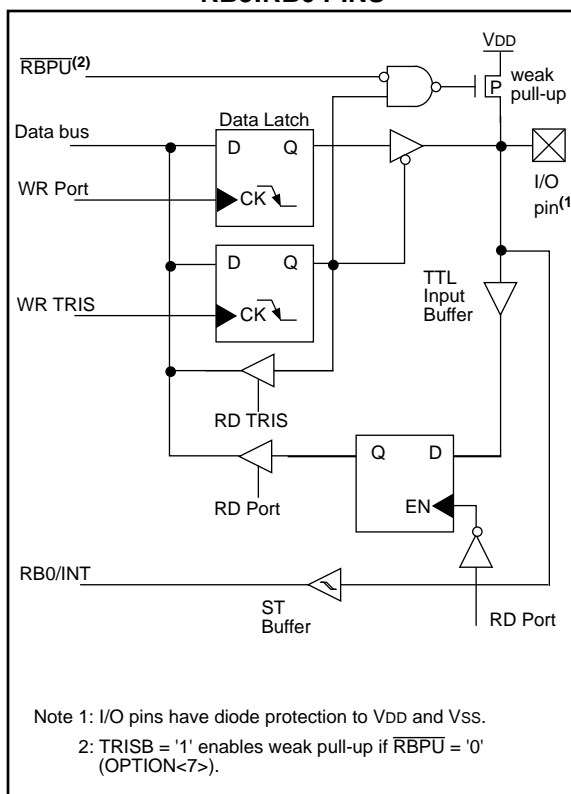 PINS
VDD
RBPU(2)
weak
pull-up
P
Data Latch
Data bus
D Q
WR Port
CK
I/O
pin(1
D Q
TTL
Input
Buffer
WR TRIS
CK
RD TRIS
Q D
RD Port
EN
RB0/INT
ST
Buffer
RD Port
Note 1: I/O pins have diode protection to VDD and VSS.
2: TRISB = '1' enables weak pull-up if RBPU = '0'
(OPTION<7>).